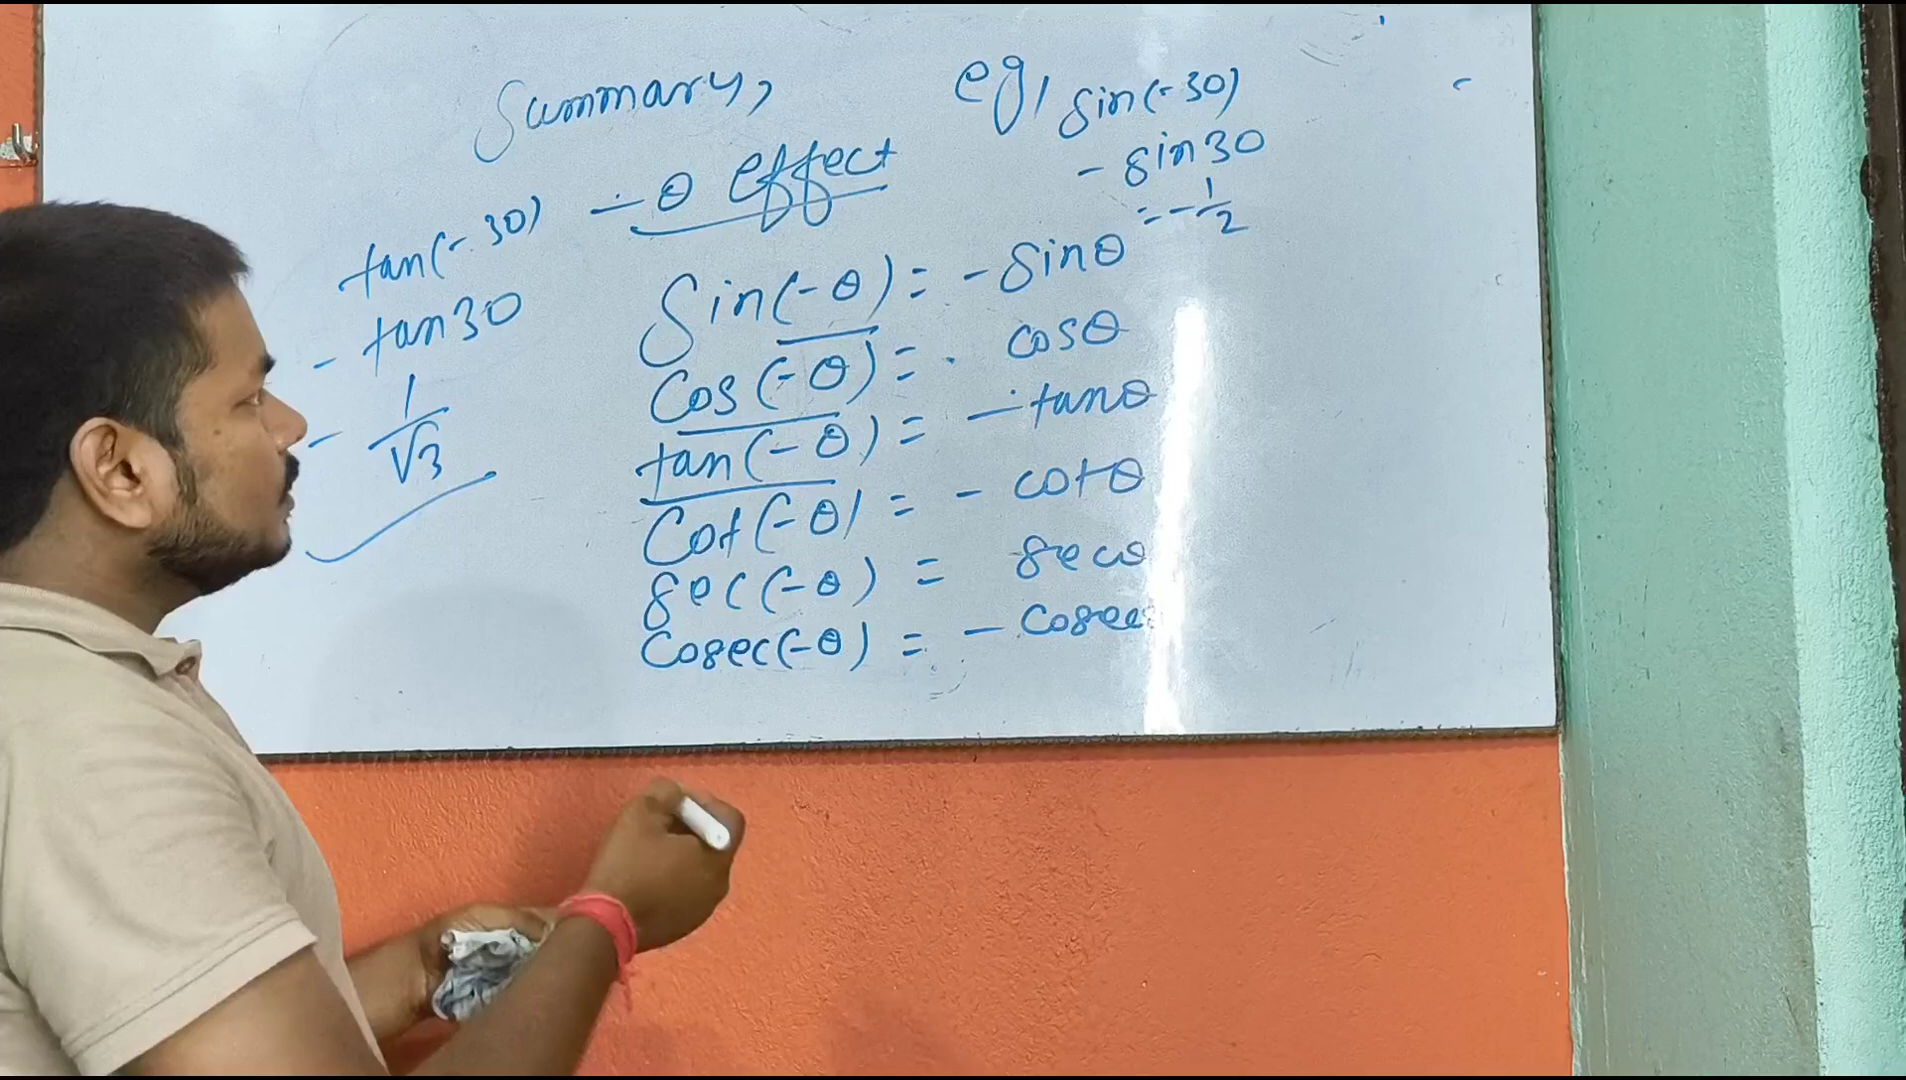 Summary,
-θ effect
eg, sin(-30)
- sin30
= - 1/2
tan(-30)
- tan30
- 1/√3
Sin(-θ) = - sinθ
Cos(-θ) = cosθ
tan(-θ) = - tanθ
Cot(-θ) = - cotθ
sec(-θ) = secθ
Cosec(-θ) = - cosec